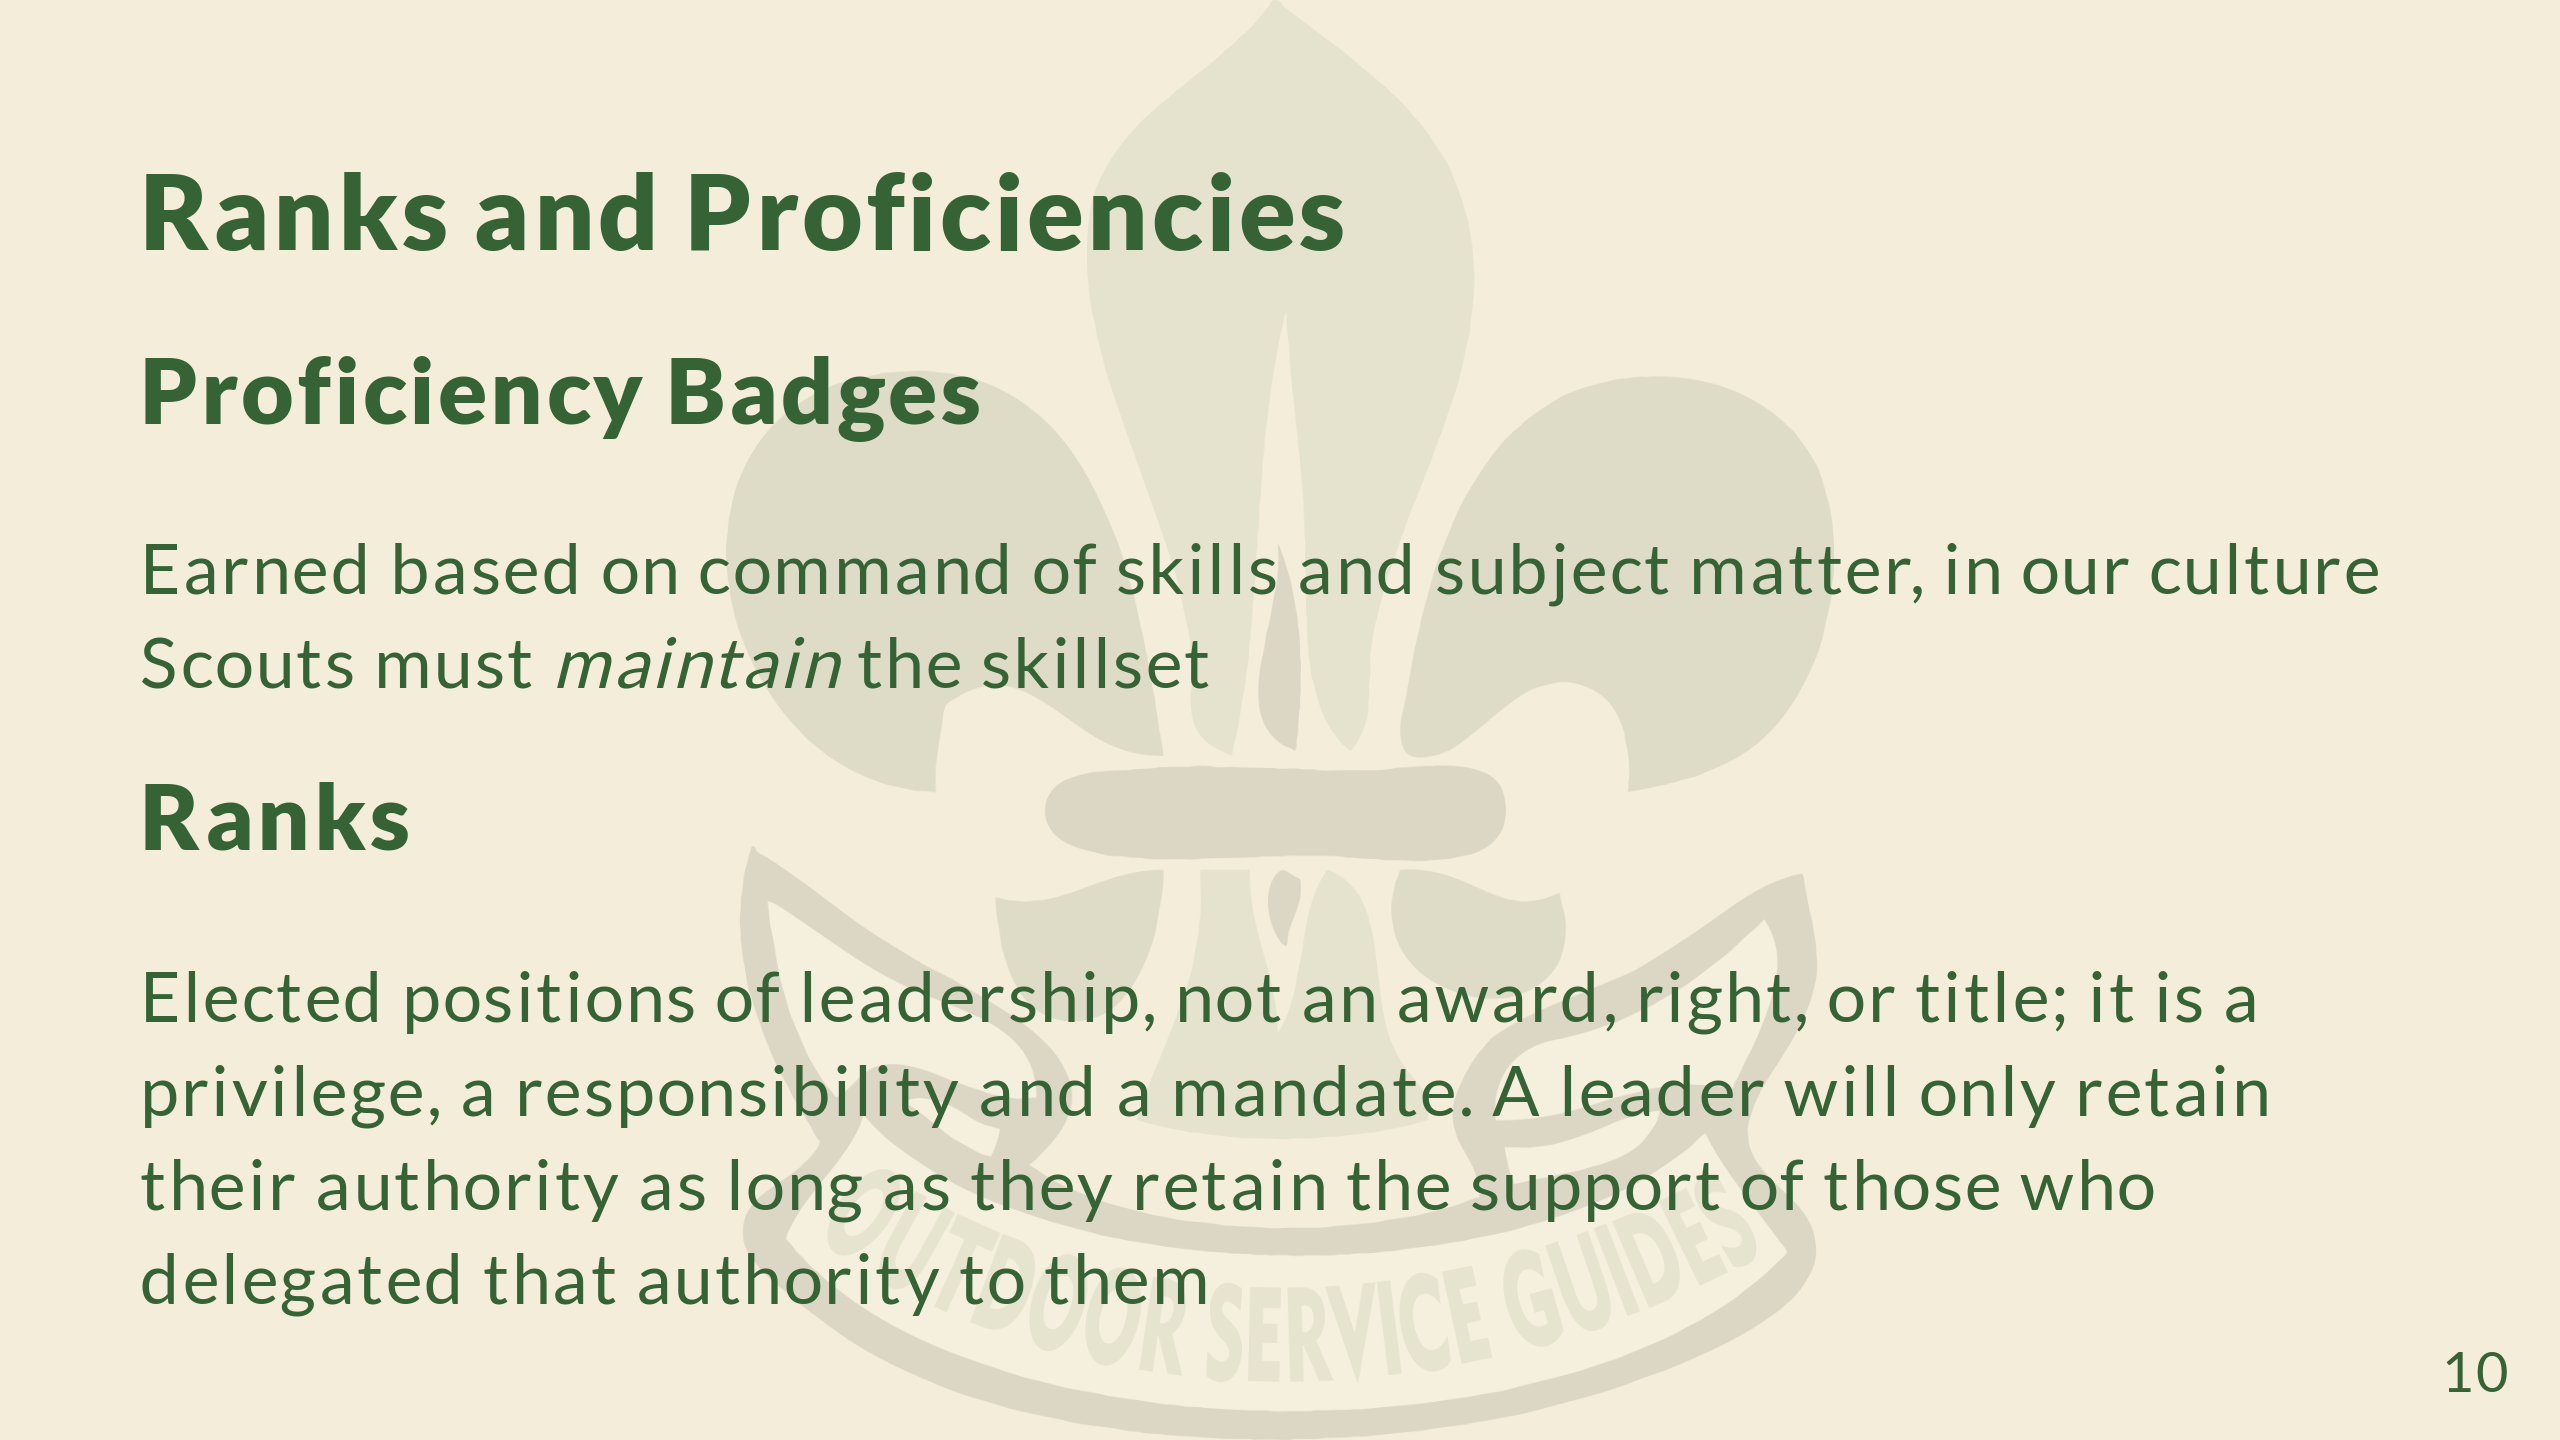 Ranks and Proficiencies
Proficiency Badges
Earned based on command of skills and subject matter, in our culture
Scouts must maintain the skillset
Ranks
Elected positions of leadership, not an award, right, or title; it is a
privilege, a responsibility and a mandate. A leader will only retain
their authority as long as they retain the support of those who
delegated that authority to them
OUTDOOR SERVICE GUIDES
10